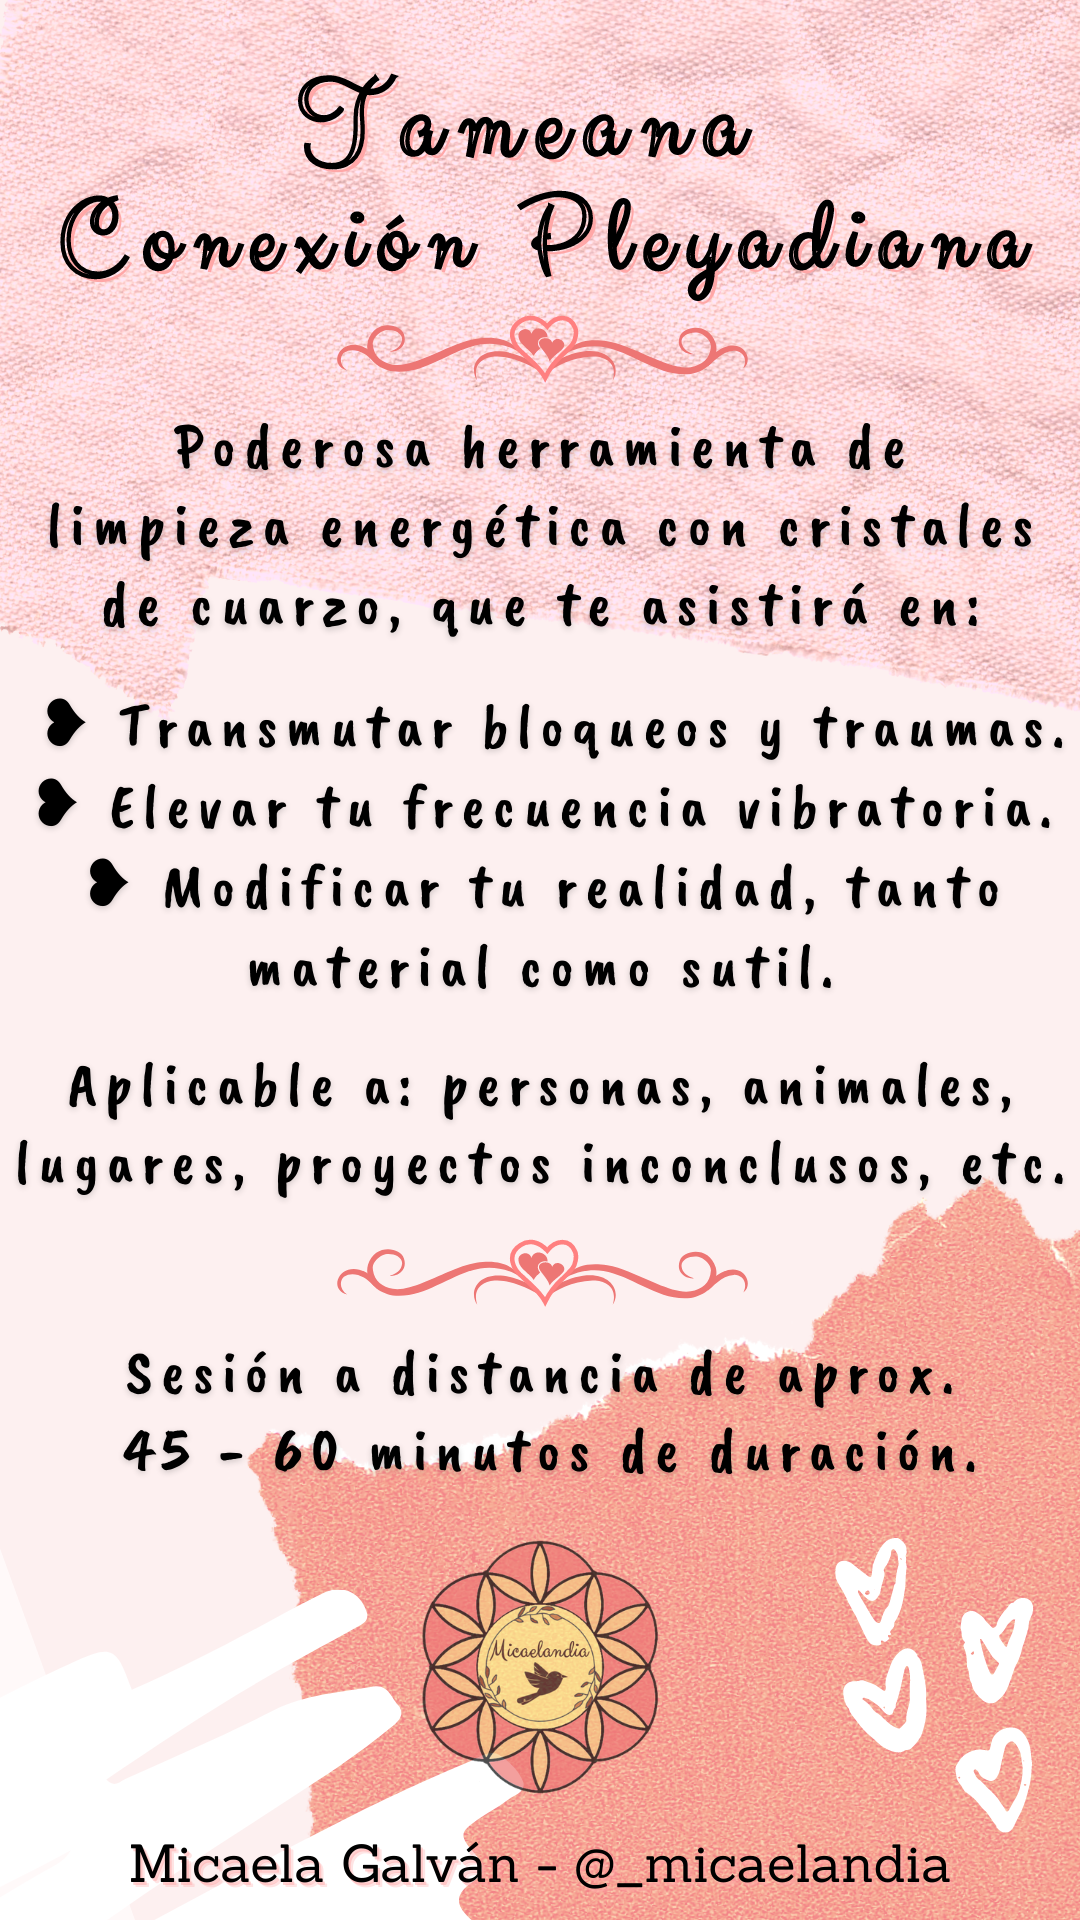 Tameana
Conexión Pleyadiana
Poderosa herramienta de
limpieza energética con cristales
de cuarzo, que te asistirá en:
❥ Transmutar bloqueos y traumas.
❥ Elevar tu frecuencia vibratoria.
❥ Modificar tu realidad, tanto
material como sutil.
Aplicable a: personas, animales,
lugares, proyectos inconclusos, etc.
Sesión a distancia de aprox.
45 - 60 minutos de duración.
Micaelandia
Micaela Galván - @_micaelandia